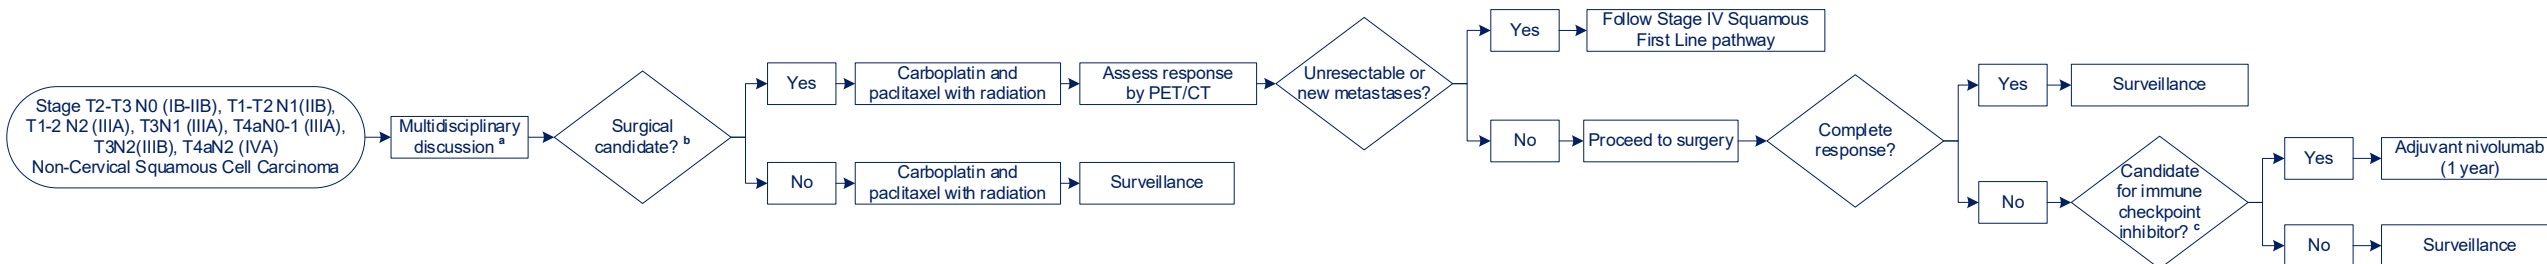 Stage T2-T3 N0 (IB-IIB), T1-T2 N1(IIB),
T1-2 N2 (IIIA), T3N1 (IIIA), T4aN0-1 (IIIA),
T3N2(IIIB), T4aN2 (IVA)
Non-Cervical Squamous Cell Carcinoma
Multidisciplinary
discussion a
Surgical
candidate? b
Yes
Carboplatin and
paclitaxel with radiation
Assess response
by PET/CT
Unresectable or
new metastases?
Yes
Follow Stage IV Squamous
First Line pathway
No
Proceed to surgery
Complete
response?
Yes
Surveillance
No
Candidate
for immune
checkpoint
inhibitor? c
Yes
Adjuvant nivolumab
(1 year)
No
Surveillance
No
Carboplatin and
paclitaxel with radiation
Surveillance